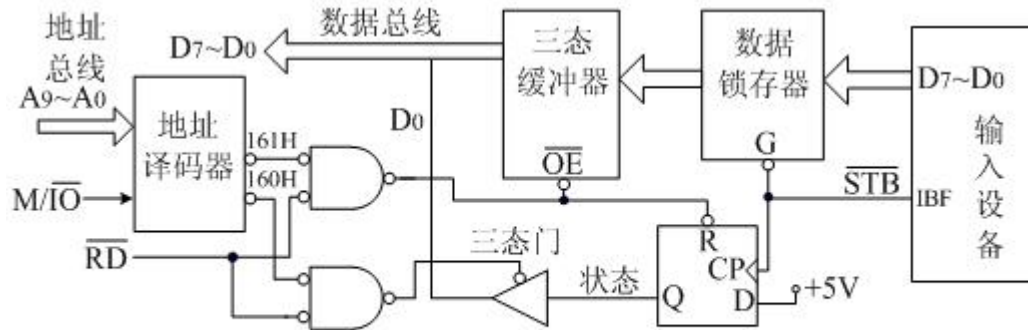 地址
总线
A9~A0
M/IO
RD
地址
译码器
161H
160H
D7~D0
数据总线
D0
三态
缓冲器
OE
数据
锁存器
G
STB
D7~D0
IBF
输入设备
三态门
状态
R
CP
Q
D
+5V